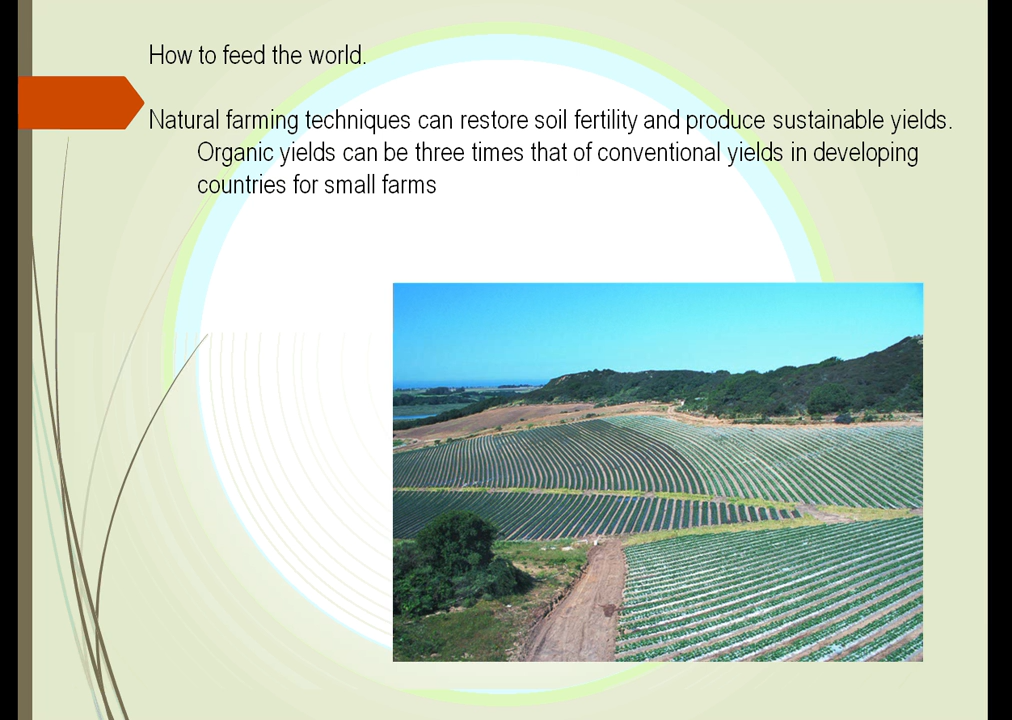 How to feed the world.
Natural farming techniques can restore soil fertility and produce sustainable yields.
Organic yields can be three times that of conventional yields in developing
countries for small farms